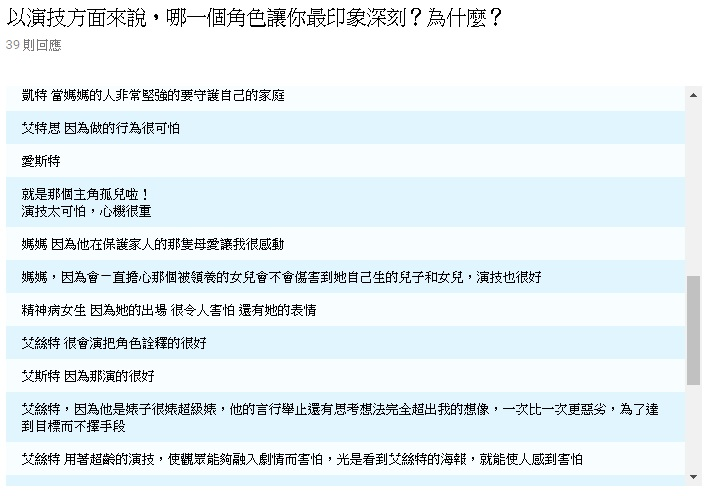 以演技方面來說，哪一個角色讓你最印象深刻？為什麼？
39 則回應
凱特 當媽媽的人非常堅強的要守護自己的家庭
艾特思 因為做的行為很可怕
愛斯特
就是那個主角孤兒啦！
演技太可怕，心機很重
媽媽 因為他在保護家人的那隻母愛讓我很感動
媽媽，因為會一直擔心那個被領養的女兒會不會傷害到她自己生的兒子和女兒，演技也很好
精神病女生 因為她的出場 很令人害怕 還有她的表情
艾絲特 很會演把角色詮釋的很好
艾斯特 因為那演的很好
艾絲特，因為他是婊子很婊超級婊，他的言行舉止還有思考想法完全超出我的想像，一次比一次更惡劣，為了達
到目標而不擇手段
艾絲特 用著超齡的演技，使觀眾能夠融入劇情而害怕，光是看到艾絲特的海報，就能使人感到害怕